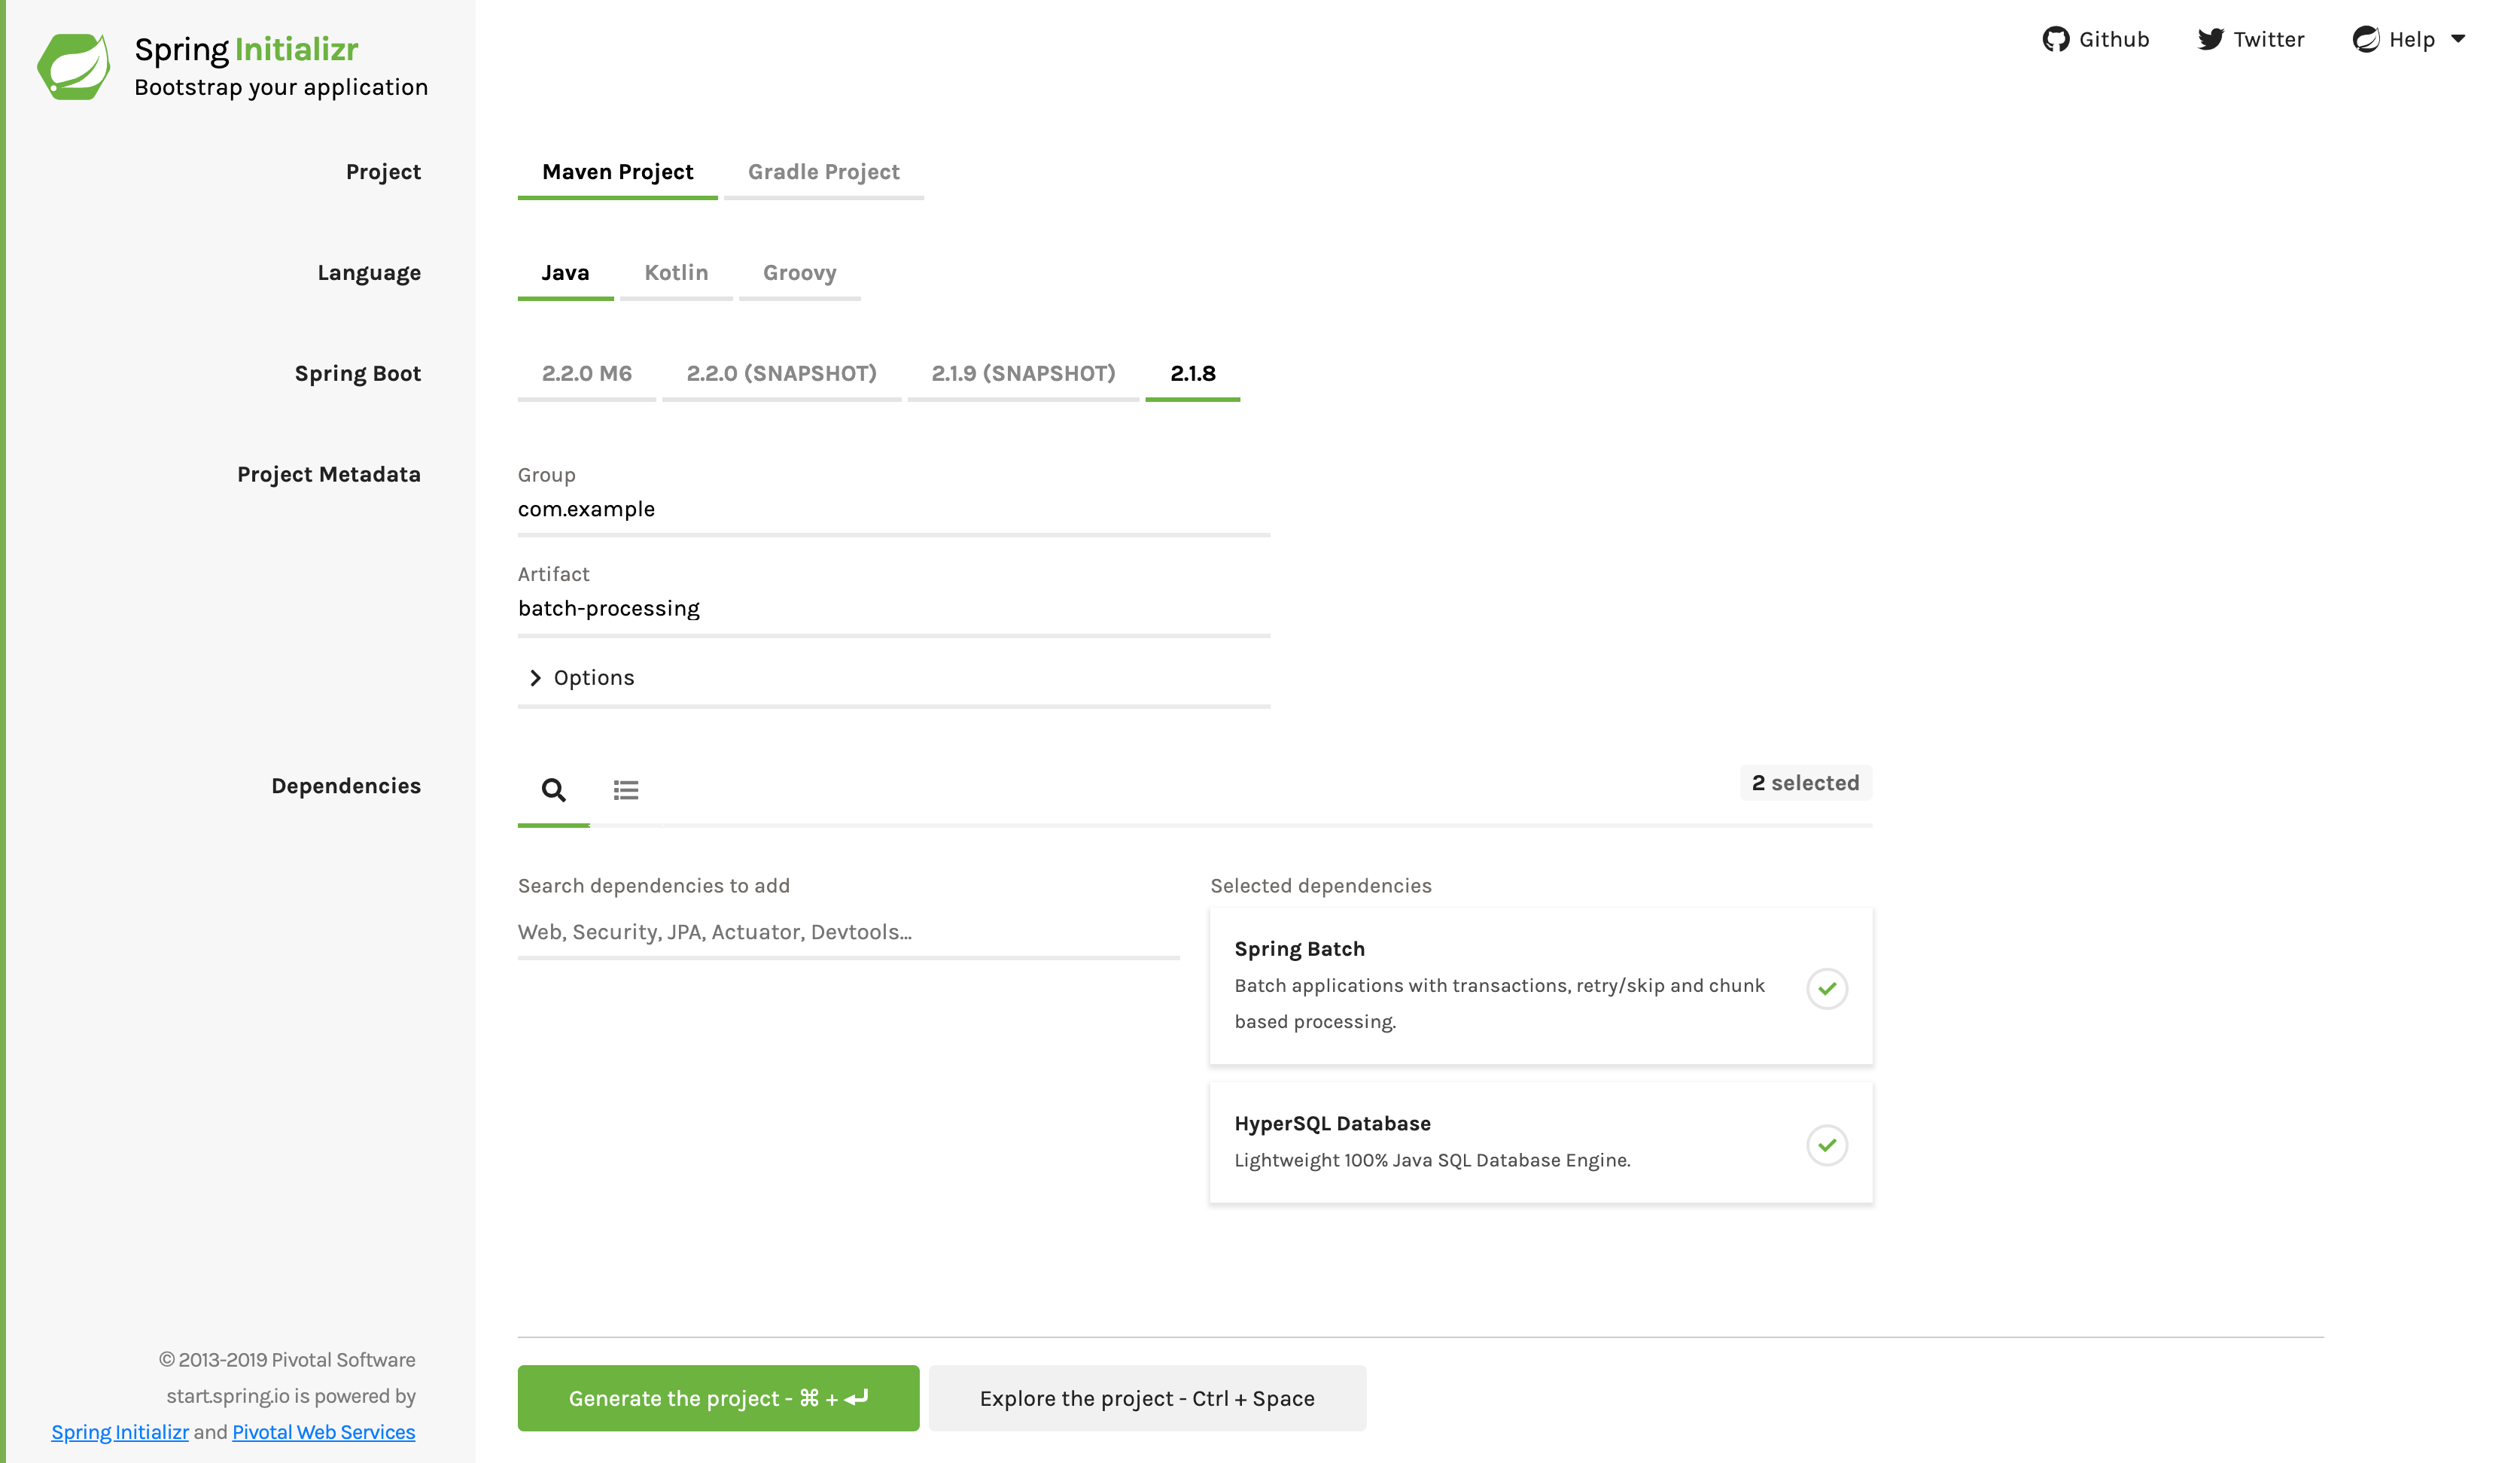 Spring Initializr
Bootstrap your application
Github
Twitter
Help
Project
Maven Project
Gradle Project
Language
Java
Kotlin
Groovy
Spring Boot
2.2.0 M6
2.2.0 (SNAPSHOT)
2.1.9 (SNAPSHOT)
2.1.8
Project Metadata
Group
com.example
Artifact
batch-processing
Options
Dependencies
2 selected
Search dependencies to add
Web, Security, JPA, Actuator, Devtools...
Selected dependencies
Spring Batch
Batch applications with transactions, retry/skip and chunk
based processing.
HyperSQL Database
Lightweight 100% Java SQL Database Engine.
© 2013-2019 Pivotal Software
start.spring.io is powered by
Spring Initializr and Pivotal Web Services
Generate the project - ⌘ + ↵
Explore the project - Ctrl + Space